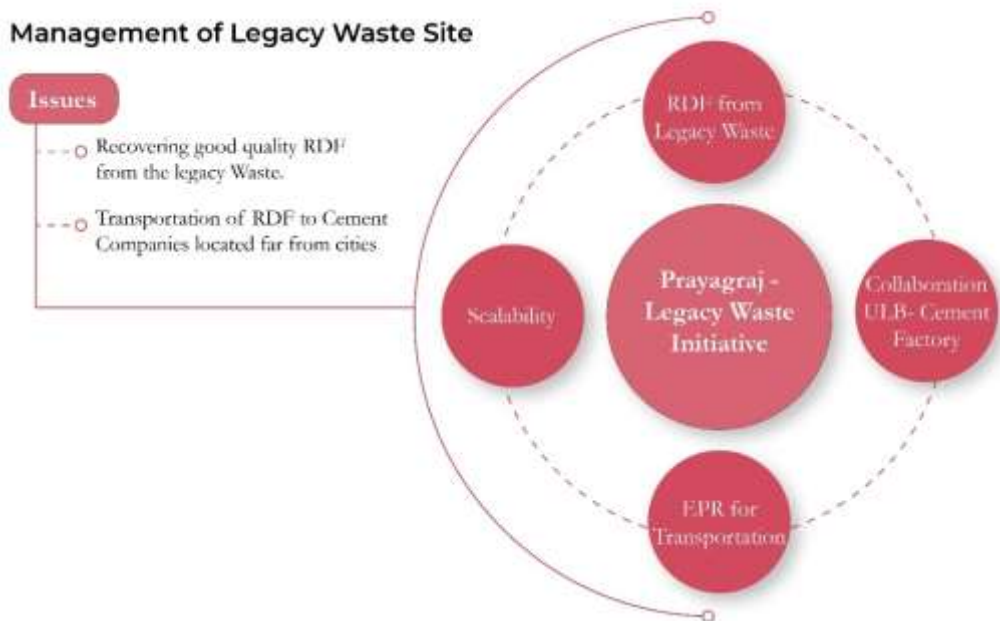 Management of Legacy Waste Site
Issues
Recovering good quality RDF
from the legacy Waste.
Transportation of RDF to Cement
Companies located far from cities
RDF from
Legacy Waste
Scalability
Prayagraj -
Legacy Waste
Initiative
Collaboration
ULB- Cement
Factory
EPR for
Transportation